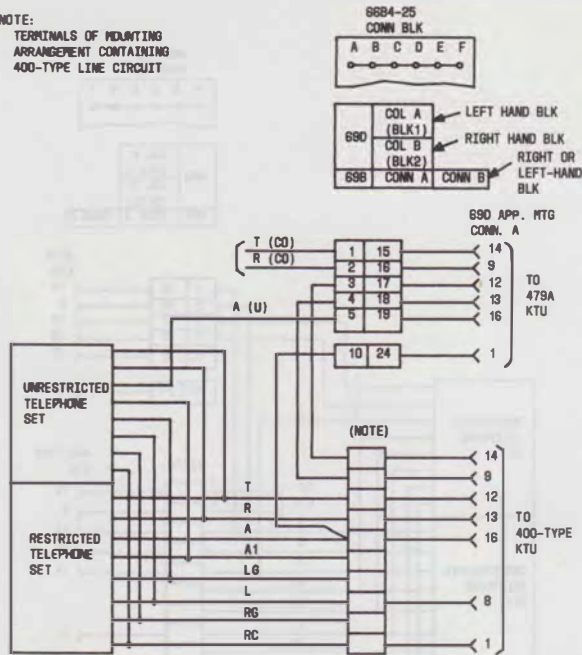 NOTE:
TERMINALS OF MOUNTING
ARRANGEMENT CONTAINING
400-TYPE LINE CIRCUIT
66B4-25
CONN BLK
A B C D E F
69D
COL A
(BLK1)
COL B
(BLK2)
69B CONN A CONN B
LEFT HAND BLK
RIGHT HAND BLK
RIGHT OR
LEFT-HAND
BLK
69D APP. MTG
CONN. A
T (CO)
R (CO)
A (U)
1 15 14
2 16 9
3 17 12
4 18 13
5 19 16
10 24 1
TO
479A
KTU
UNRESTRICTED
TELEPHONE
SET
RESTRICTED
TELEPHONE
SET
(NOTE)
T
R
A
A1
LG
L
RG
RC
14
9
12
13
16
8
1
TO
400-TYPE
KTU